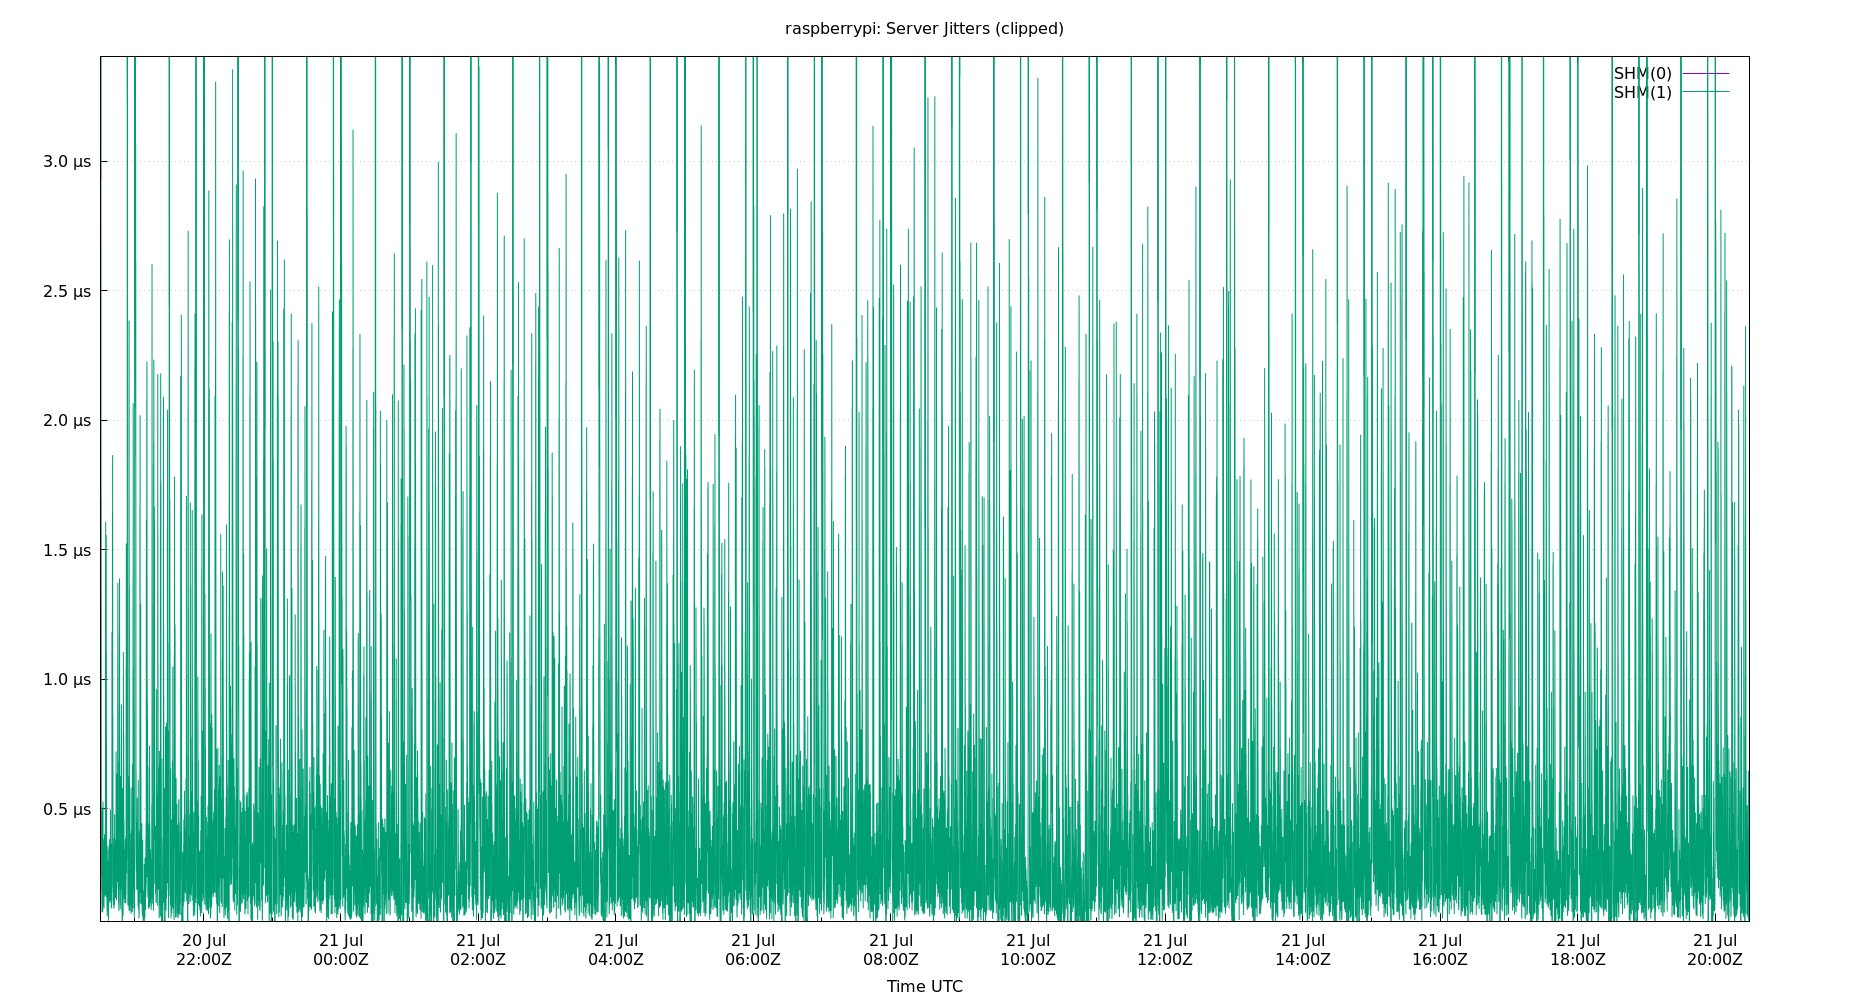 raspberrypi: Server Jitters (clipped)
SHM(0)
SHM(1)
3.0 µs
2.5 µs
2.0 µs
1.5 µs
1.0 µs
0.5 µs
20 Jul 21 Jul 21 Jul 21 Jul 21 Jul 21 Jul 21 Jul 21 Jul 21 Jul 21 Jul 21 Jul 21 Jul
22:00Z 00:00Z 02:00Z 04:00Z 06:00Z 08:00Z 10:00Z 12:00Z 14:00Z 16:00Z 18:00Z 20:00Z
Time UTC